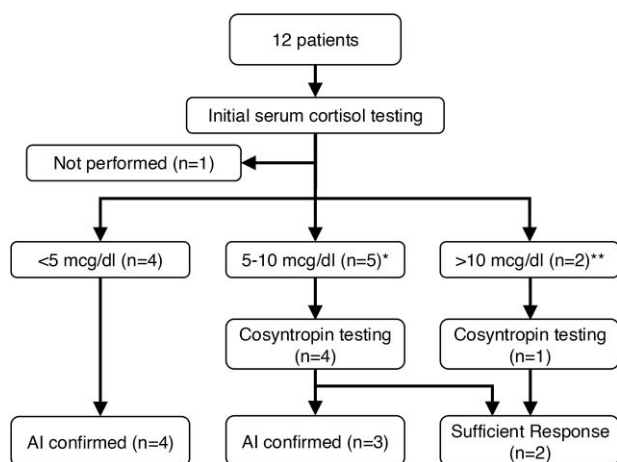 12 patients
Initial serum cortisol testing
Not performed (n=1)
<5 mcg/dl (n=4)
5-10 mcg/dl (n=5)*
>10 mcg/dl (n=2)**
Cosyntropin testing
(n=4)
Cosyntropin testing
(n=1)
AI confirmed (n=4)
AI confirmed (n=3)
Sufficient Response
(n=2)